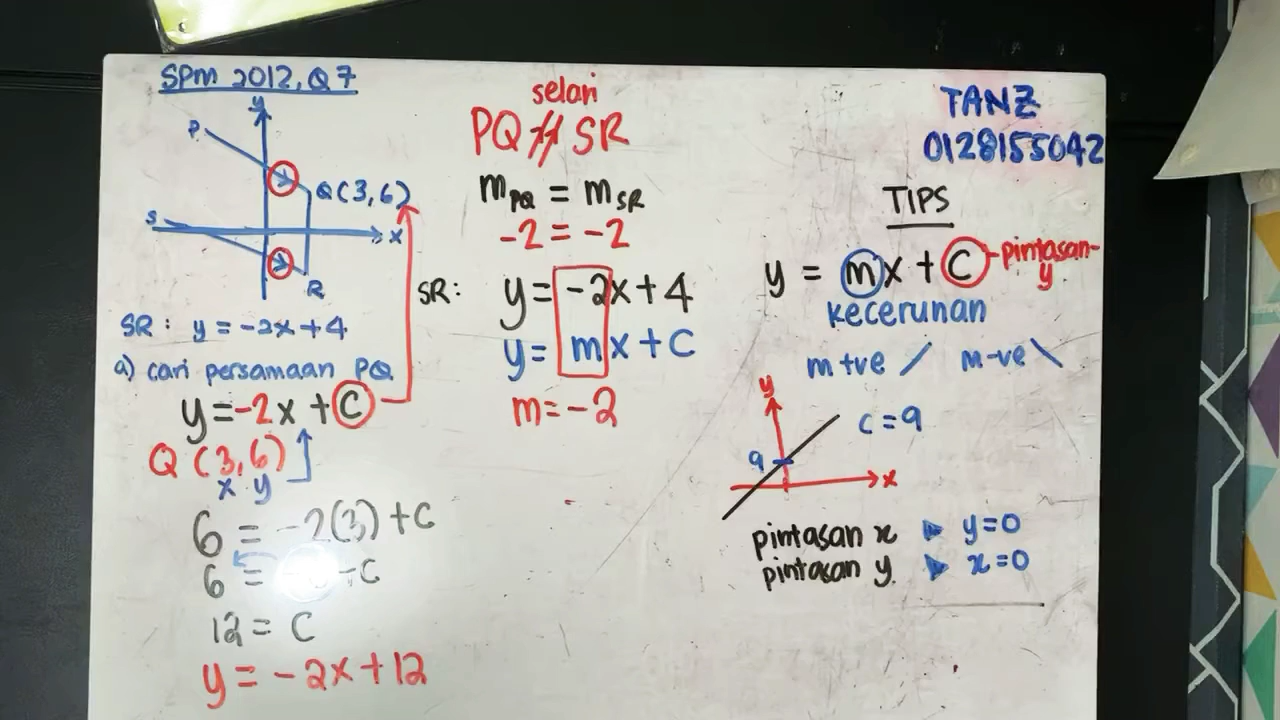 SPM 2012, Q7
y
P
Q(3,6)
S
x
R
SR: y = -2x + 4
a) cari persamaan PQ
y = -2x + C
Q (3,6)
x y
6 = -2(3) + C
6 = C
12 = C
y = -2x + 12
selari
PQ // SR
mPQ = mSR
-2 = -2
SR: y = -2x + 4
y = mx + C
m = -2
TANZ
0128155042
TIPS
y = mx + C pintasan-y
kecerunan
m +ve m -ve
y
c = 9
9
x
pintasan x ▶ y = 0
pintasan y ▶ x = 0